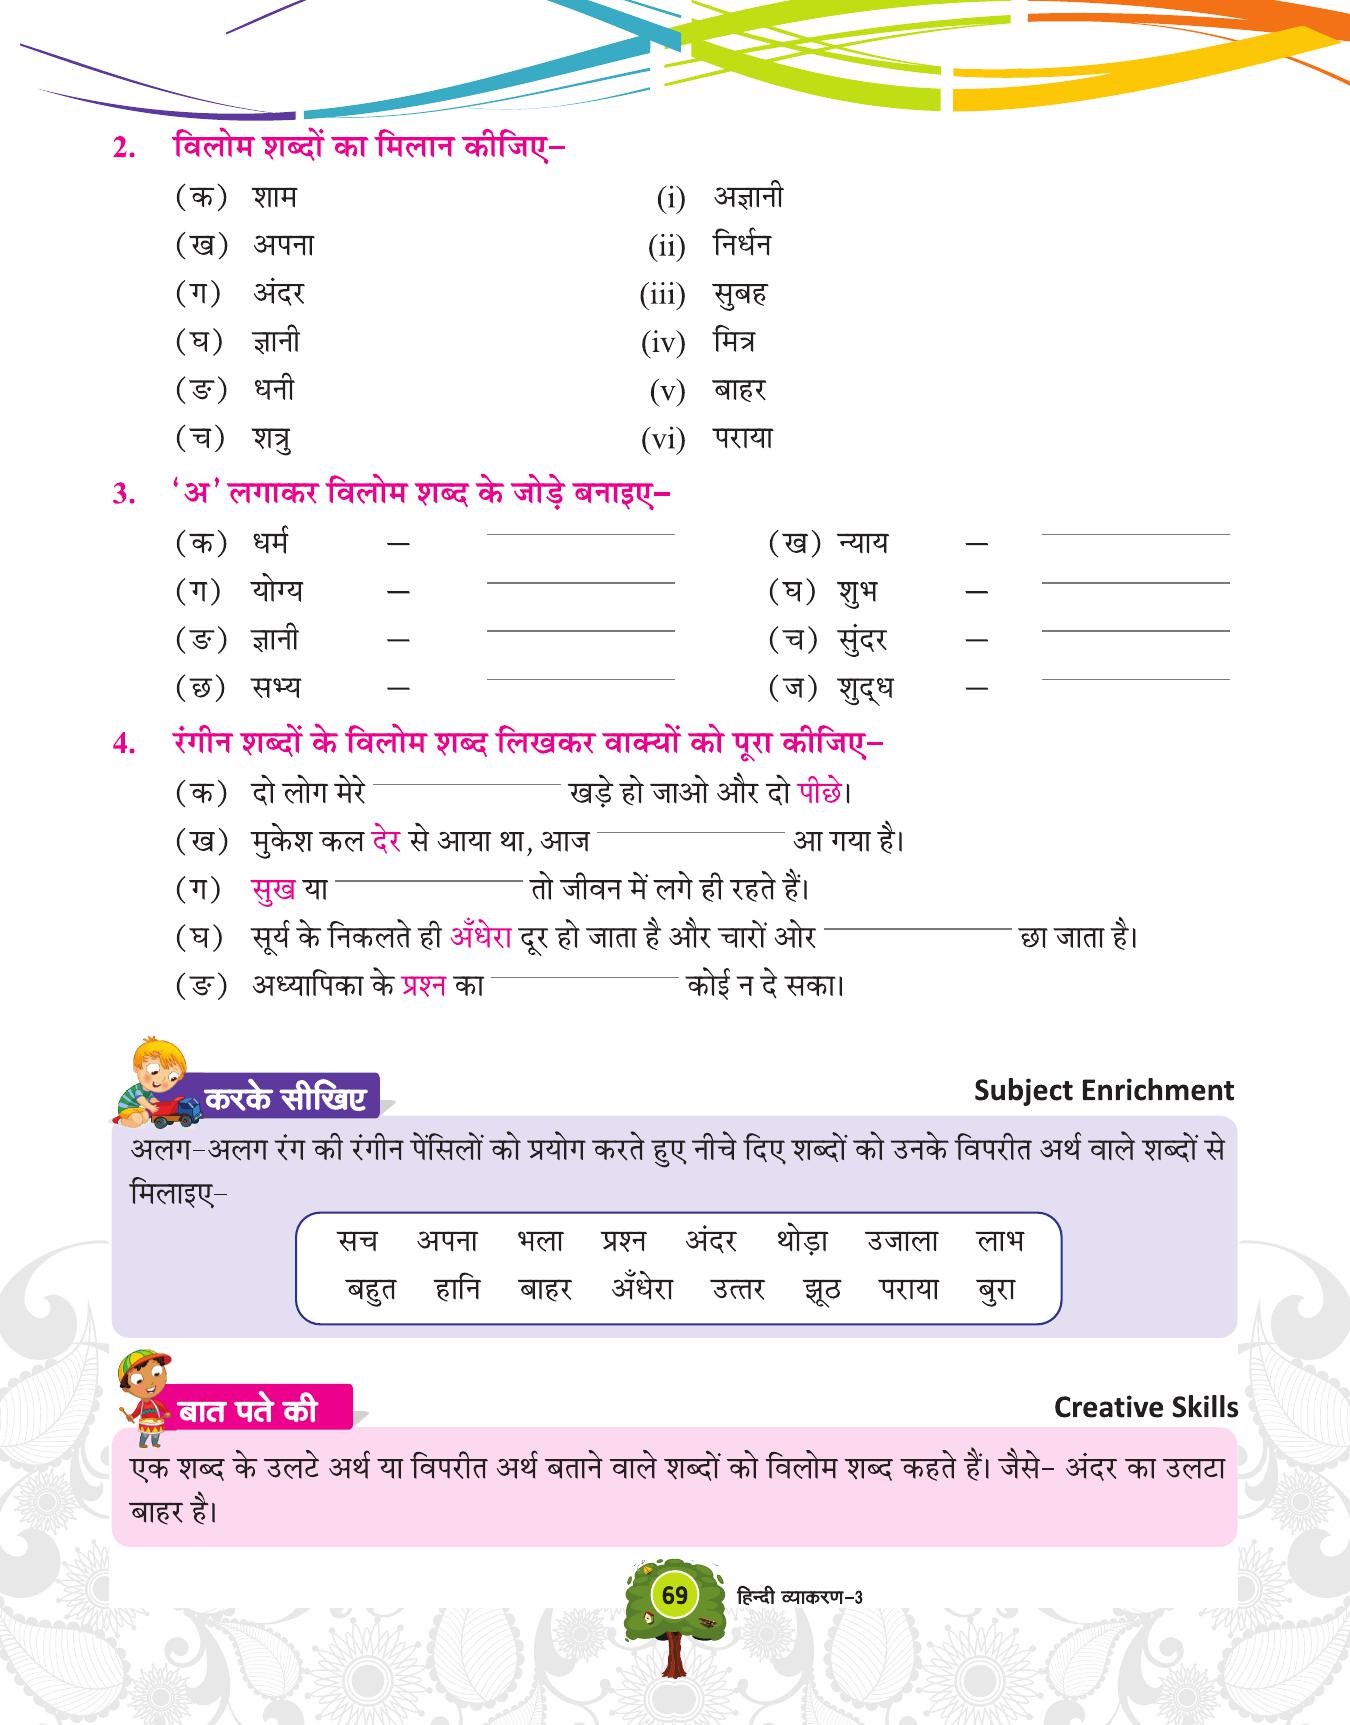 2. विलोम शब्दों का मिलान कीजिए–
(क) शाम (i) अज्ञानी
(ख) अपना (ii) निर्धन
(ग) अंदर (iii) सुबह
(घ) ज्ञानी (iv) मित्र
(ङ) धनी (v) बाहर
(च) शत्रु (vi) पराया
3. ‘अ’ लगाकर विलोम शब्द के जोड़े बनाइए–
(क) धर्म – ____________ (ख) न्याय – ____________
(ग) योग्य – ____________ (घ) शुभ – ____________
(ङ) ज्ञानी – ____________ (च) सुंदर – ____________
(छ) सभ्य – ____________ (ज) शुद्ध – ____________
4. रंगीन शब्दों के विलोम शब्द लिखकर वाक्यों को पूरा कीजिए–
(क) दो लोग मेरे ____________ खड़े हो जाओ और दो पीछे।
(ख) मुकेश कल देर से आया था, आज ____________ आ गया है।
(ग) सुख या ____________ तो जीवन में लगे ही रहते हैं।
(घ) सूर्य के निकलते ही अँधेरा दूर हो जाता है और चारों ओर ____________ छा जाता है।
(ङ) अध्यापिका के प्रश्न का ____________ कोई न दे सका।
करके सीखिए Subject Enrichment
अलग-अलग रंग की रंगीन पेंसिलों को प्रयोग करते हुए नीचे दिए शब्दों को उनके विपरीत अर्थ वाले शब्दों से
मिलाइए–
सच अपना भला प्रश्न अंदर थोड़ा उजाला लाभ
बहुत हानि बाहर अँधेरा उत्तर झूठ पराया बुरा
बात पते की Creative Skills
एक शब्द के उलटे अर्थ या विपरीत अर्थ बताने वाले शब्दों को विलोम शब्द कहते हैं। जैसे– अंदर का उलटा
बाहर है।
69 हिन्दी व्याकरण-3